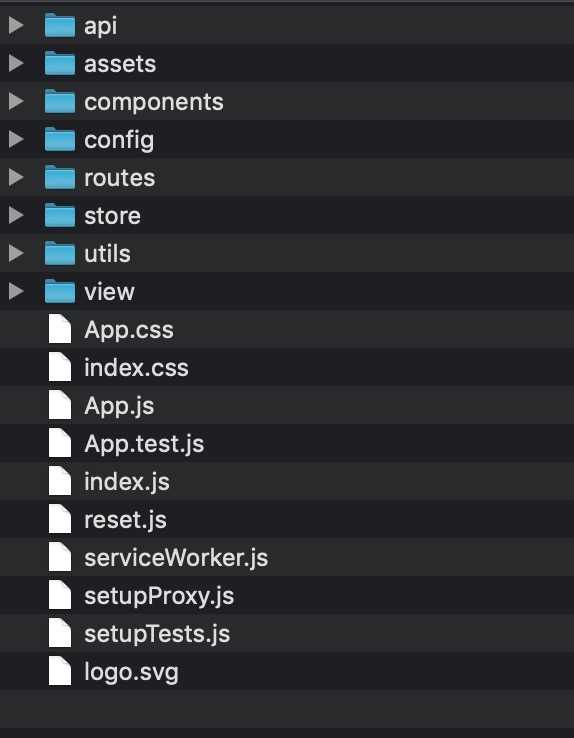 api
assets
components
config
routes
store
utils
view
App.css
index.css
App.js
App.test.js
index.js
reset.js
serviceWorker.js
setupProxy.js
setupTests.js
logo.svg